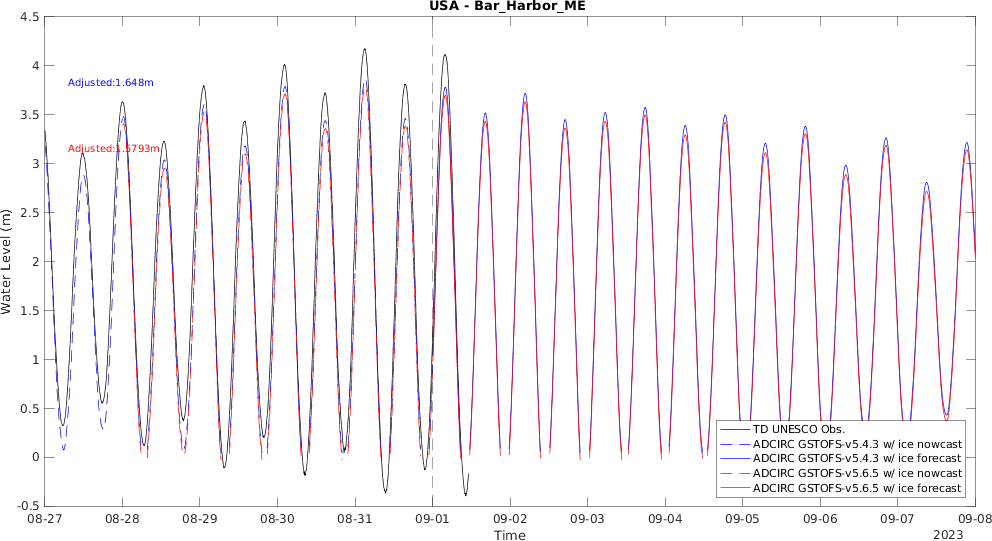 USA - Bar_Harbor_ME
4.5
4
3.5
3
2.5
2
1.5
1
0.5
0
-0.5
Water Level (m)
Adjusted:1.648m
Adjusted:1.5793m
TD UNESCO Obs.
ADCIRC GSTOFS-v5.4.3 w/ ice nowcast
ADCIRC GSTOFS-v5.4.3 w/ ice forecast
ADCIRC GSTOFS-v5.6.5 w/ ice nowcast
ADCIRC GSTOFS-v5.6.5 w/ ice forecast
08-27 08-28 08-29 08-30 08-31 09-01 09-02 09-03 09-04 09-05 09-06 09-07 09-08
Time
2023